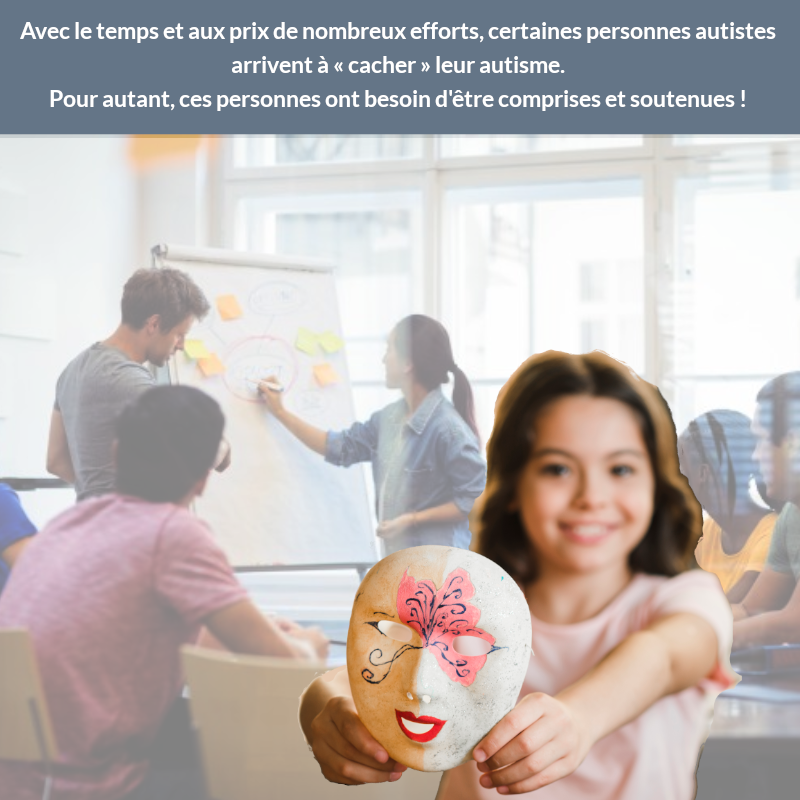 Avec le temps et aux prix de nombreux efforts, certaines personnes autistes
arrivent à « cacher » leur autisme.
Pour autant, ces personnes ont besoin d'être comprises et soutenues !